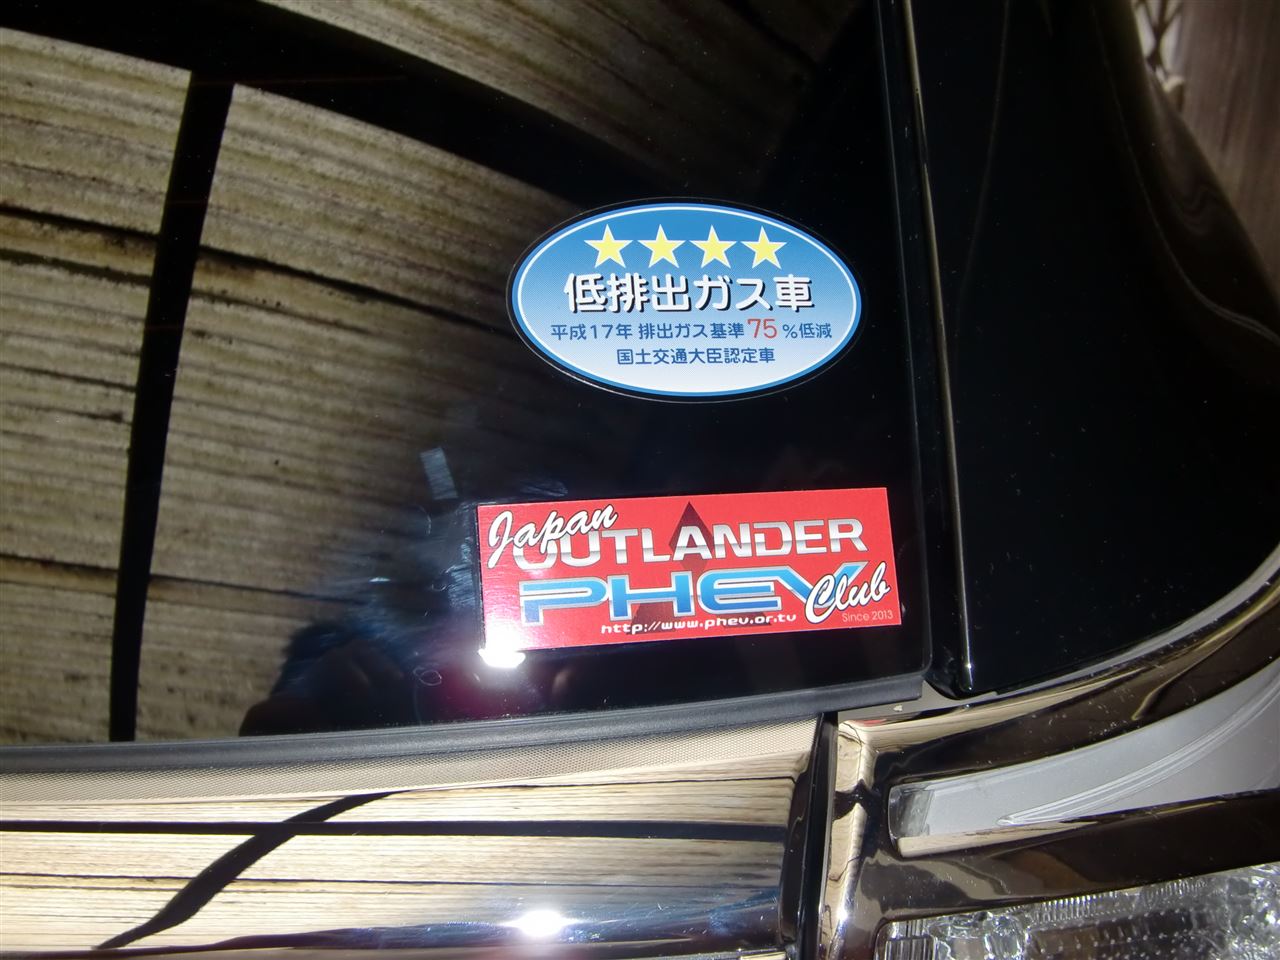 低排出ガス車
平成17年 排出ガス基準75%低減
国土交通大臣認定車
Japan
OUTLANDER
PHEV Club
http://www.phev.or.tv
Since 2013